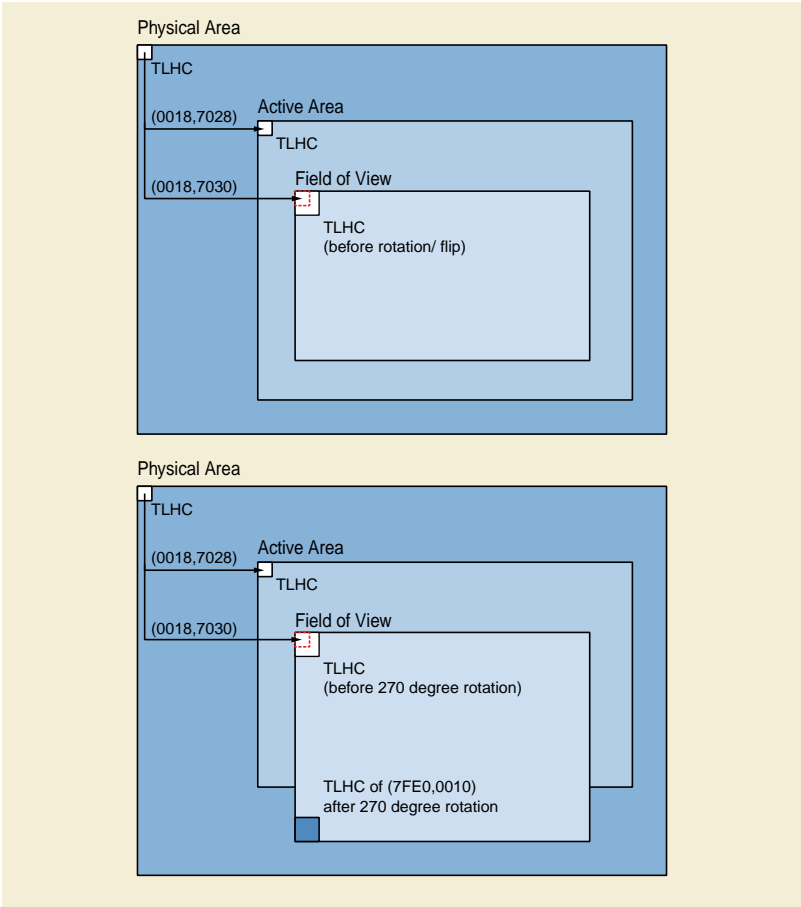 Physical Area
TLHC
(0018,7028)
Active Area
TLHC
(0018,7030)
Field of View
TLHC
(before rotation/ flip)
Physical Area
TLHC
(0018,7028)
Active Area
TLHC
(0018,7030)
Field of View
TLHC
(before 270 degree rotation)
TLHC of (7FE0,0010)
after 270 degree rotation